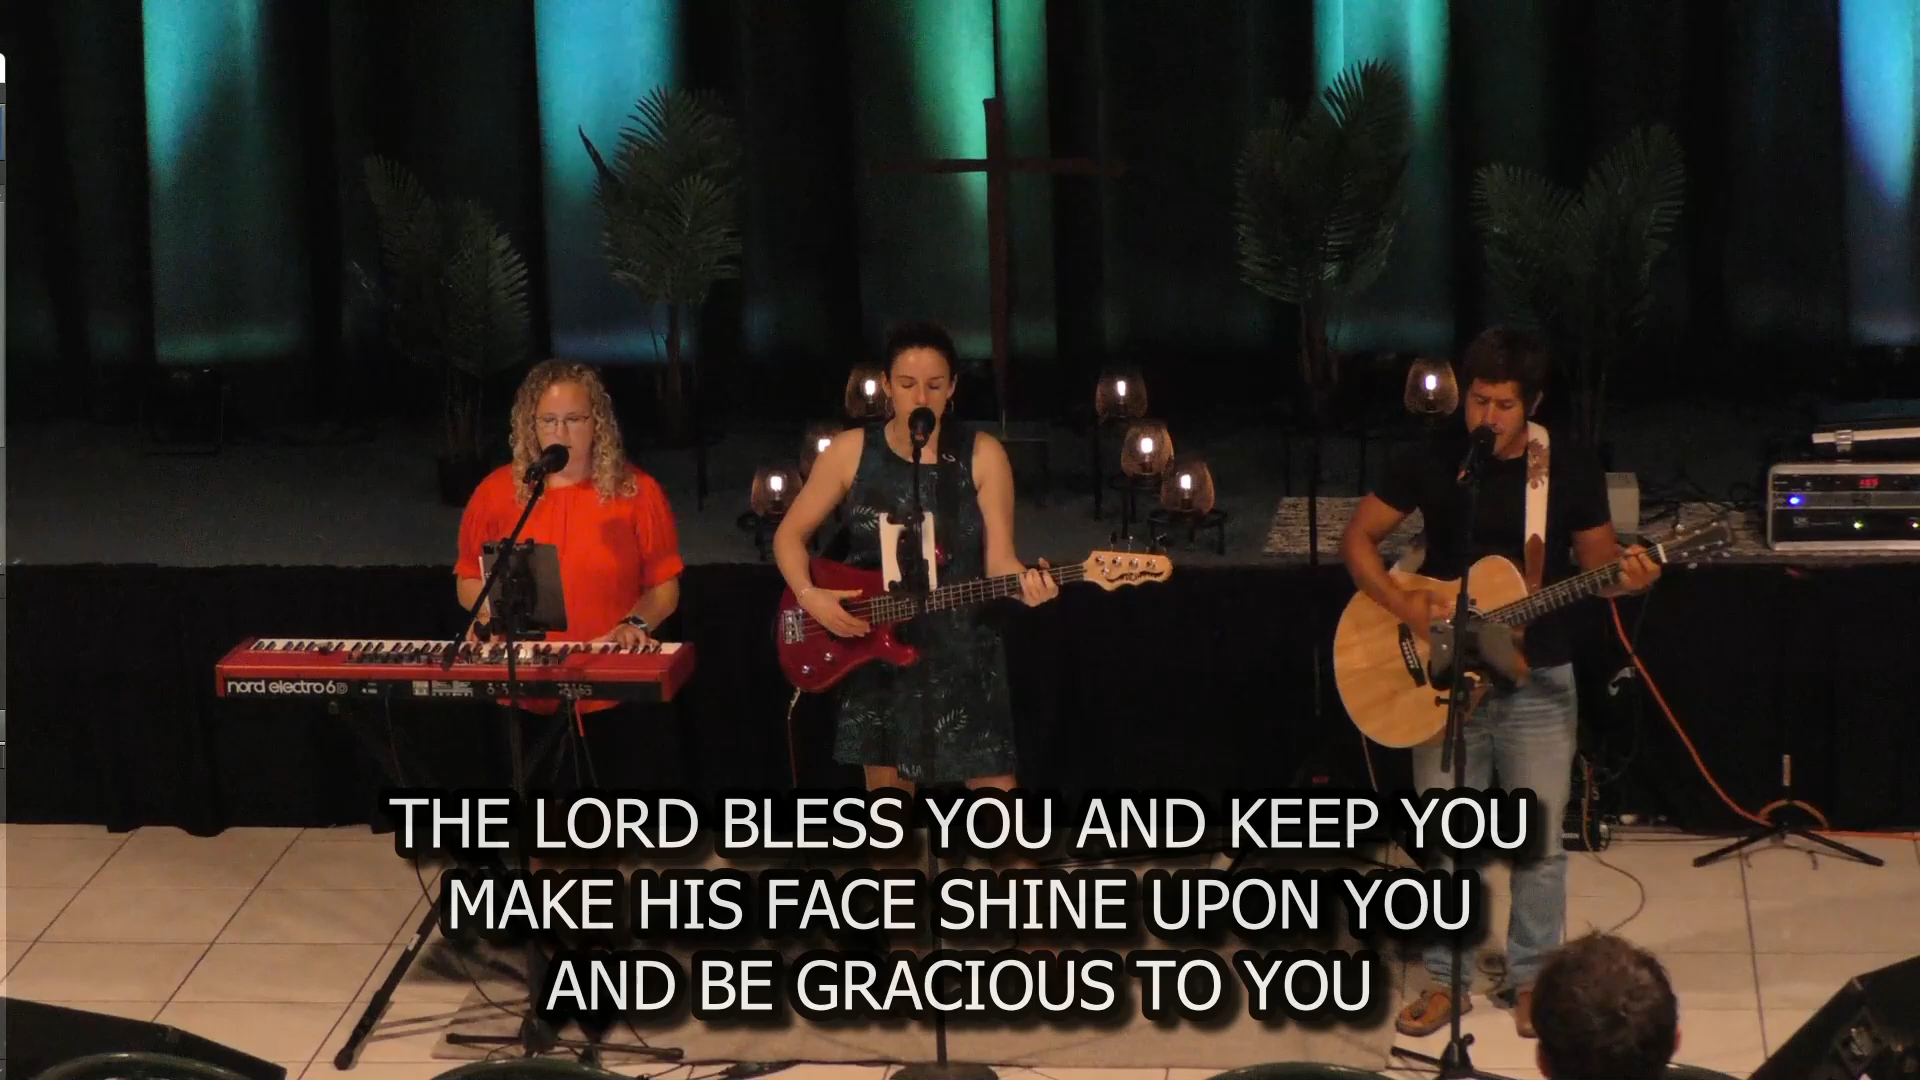 nord electro 6D
THE LORD BLESS YOU AND KEEP YOU
MAKE HIS FACE SHINE UPON YOU
AND BE GRACIOUS TO YOU